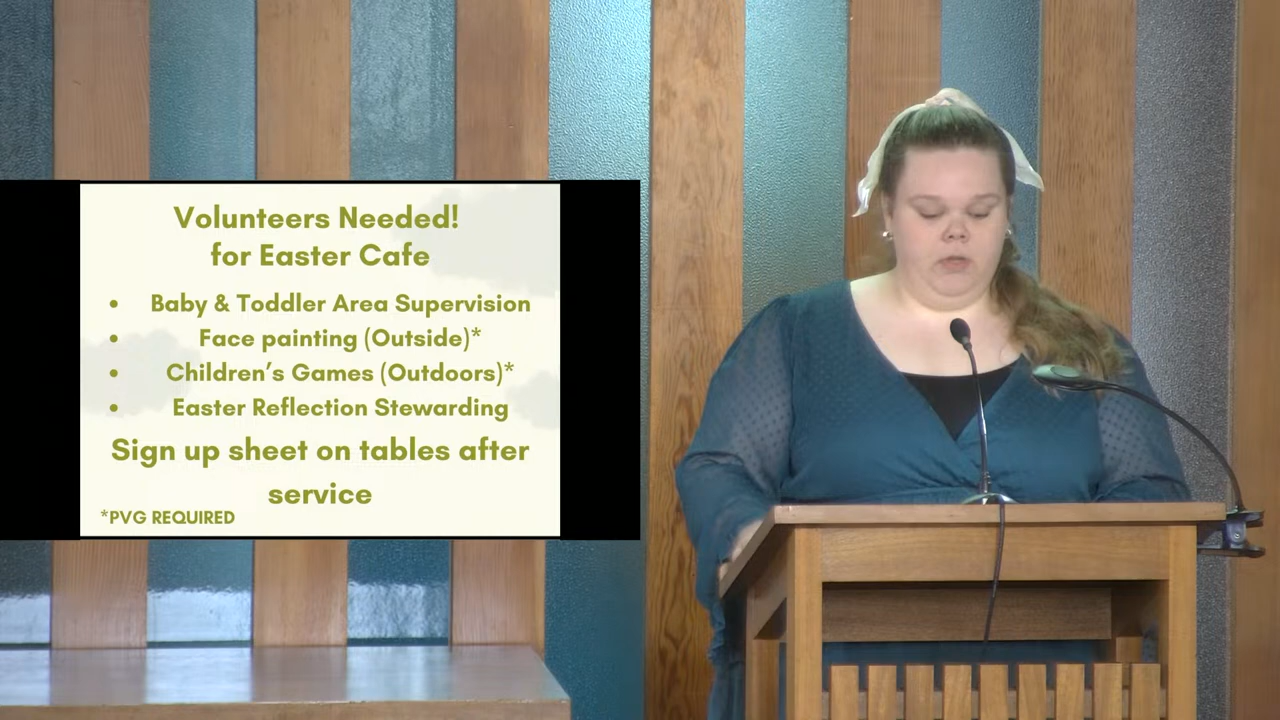 Volunteers Needed!
for Easter Cafe
• Baby & Toddler Area Supervision
• Face painting (Outside)*
• Children’s Games (Outdoors)*
• Easter Reflection Stewarding
Sign up sheet on tables after
service
*PVG REQUIRED